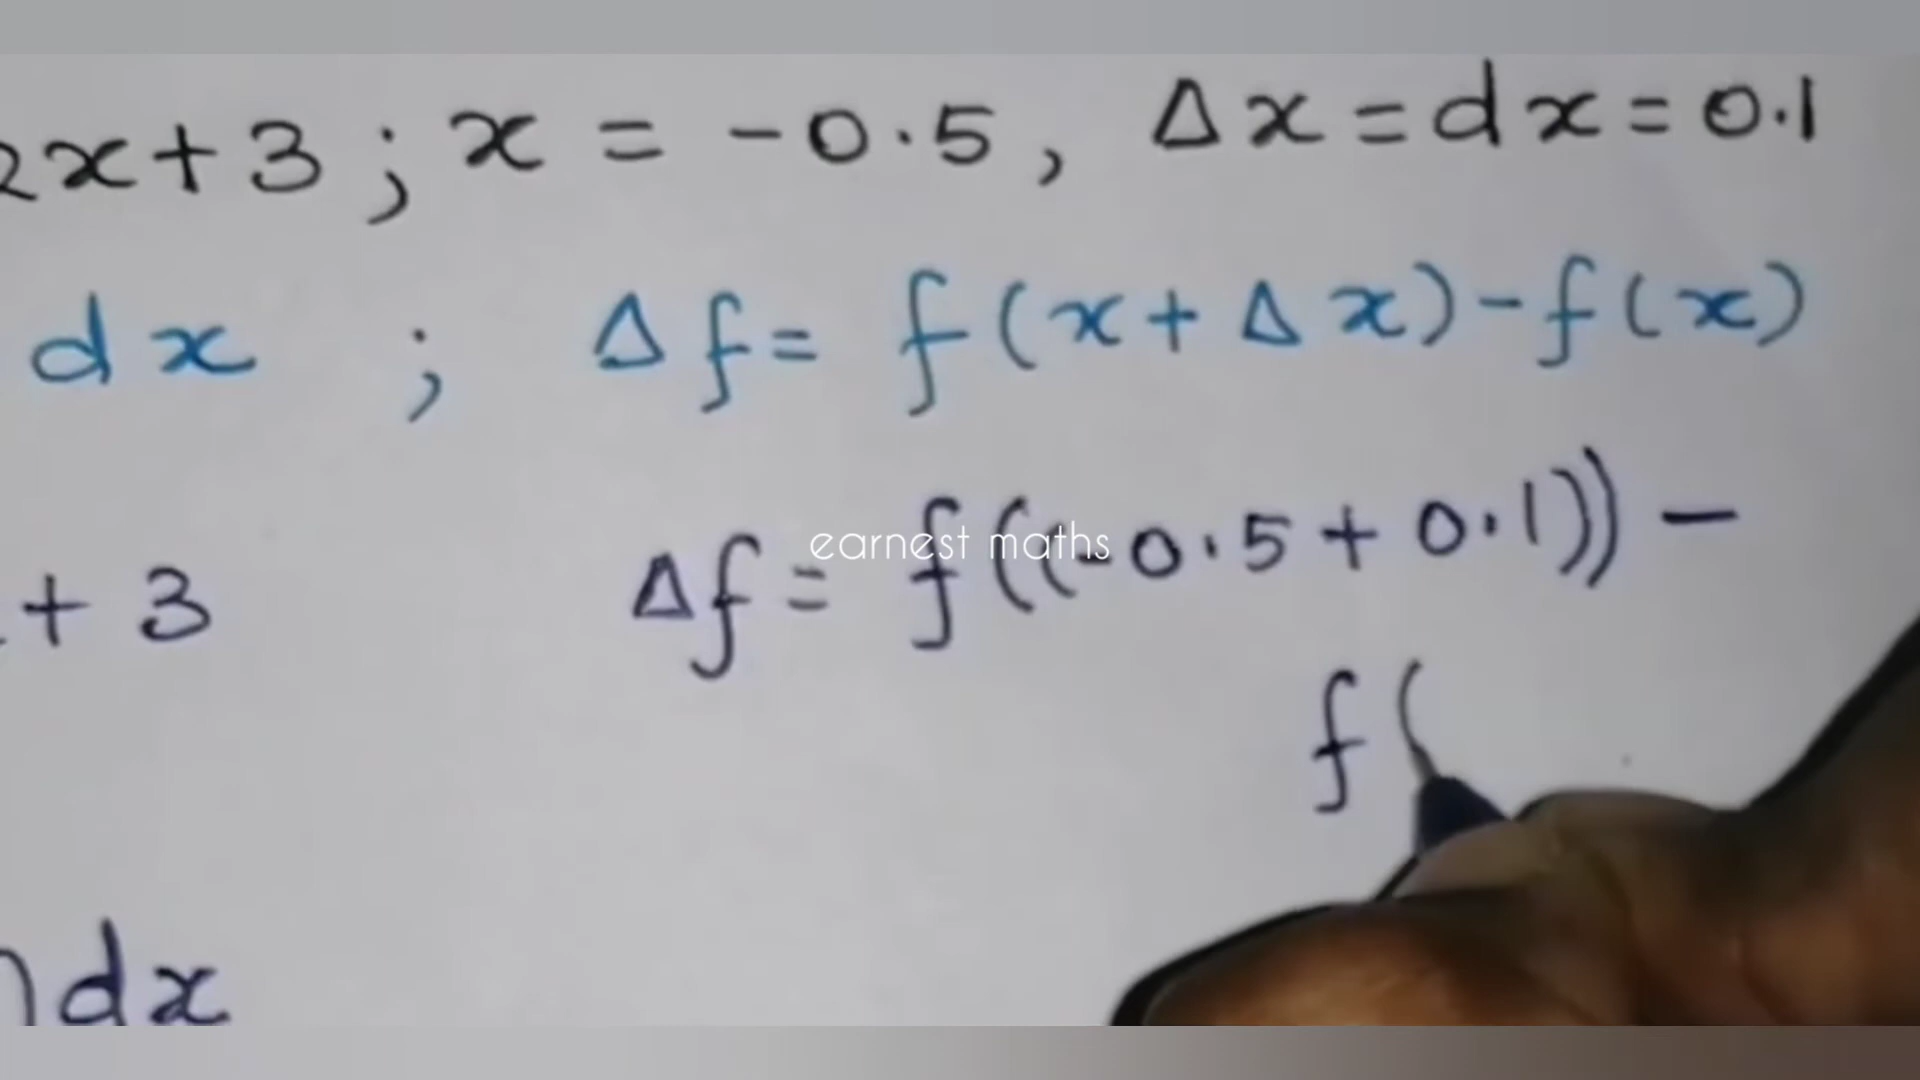 2x+3 ; x = -0.5, Δx = dx = 0.1
dx ; Δf = f(x+Δx) - f(x)
+ 3 Δf = f((-0.5 + 0.1)) -
earnest maths
f(
)dx